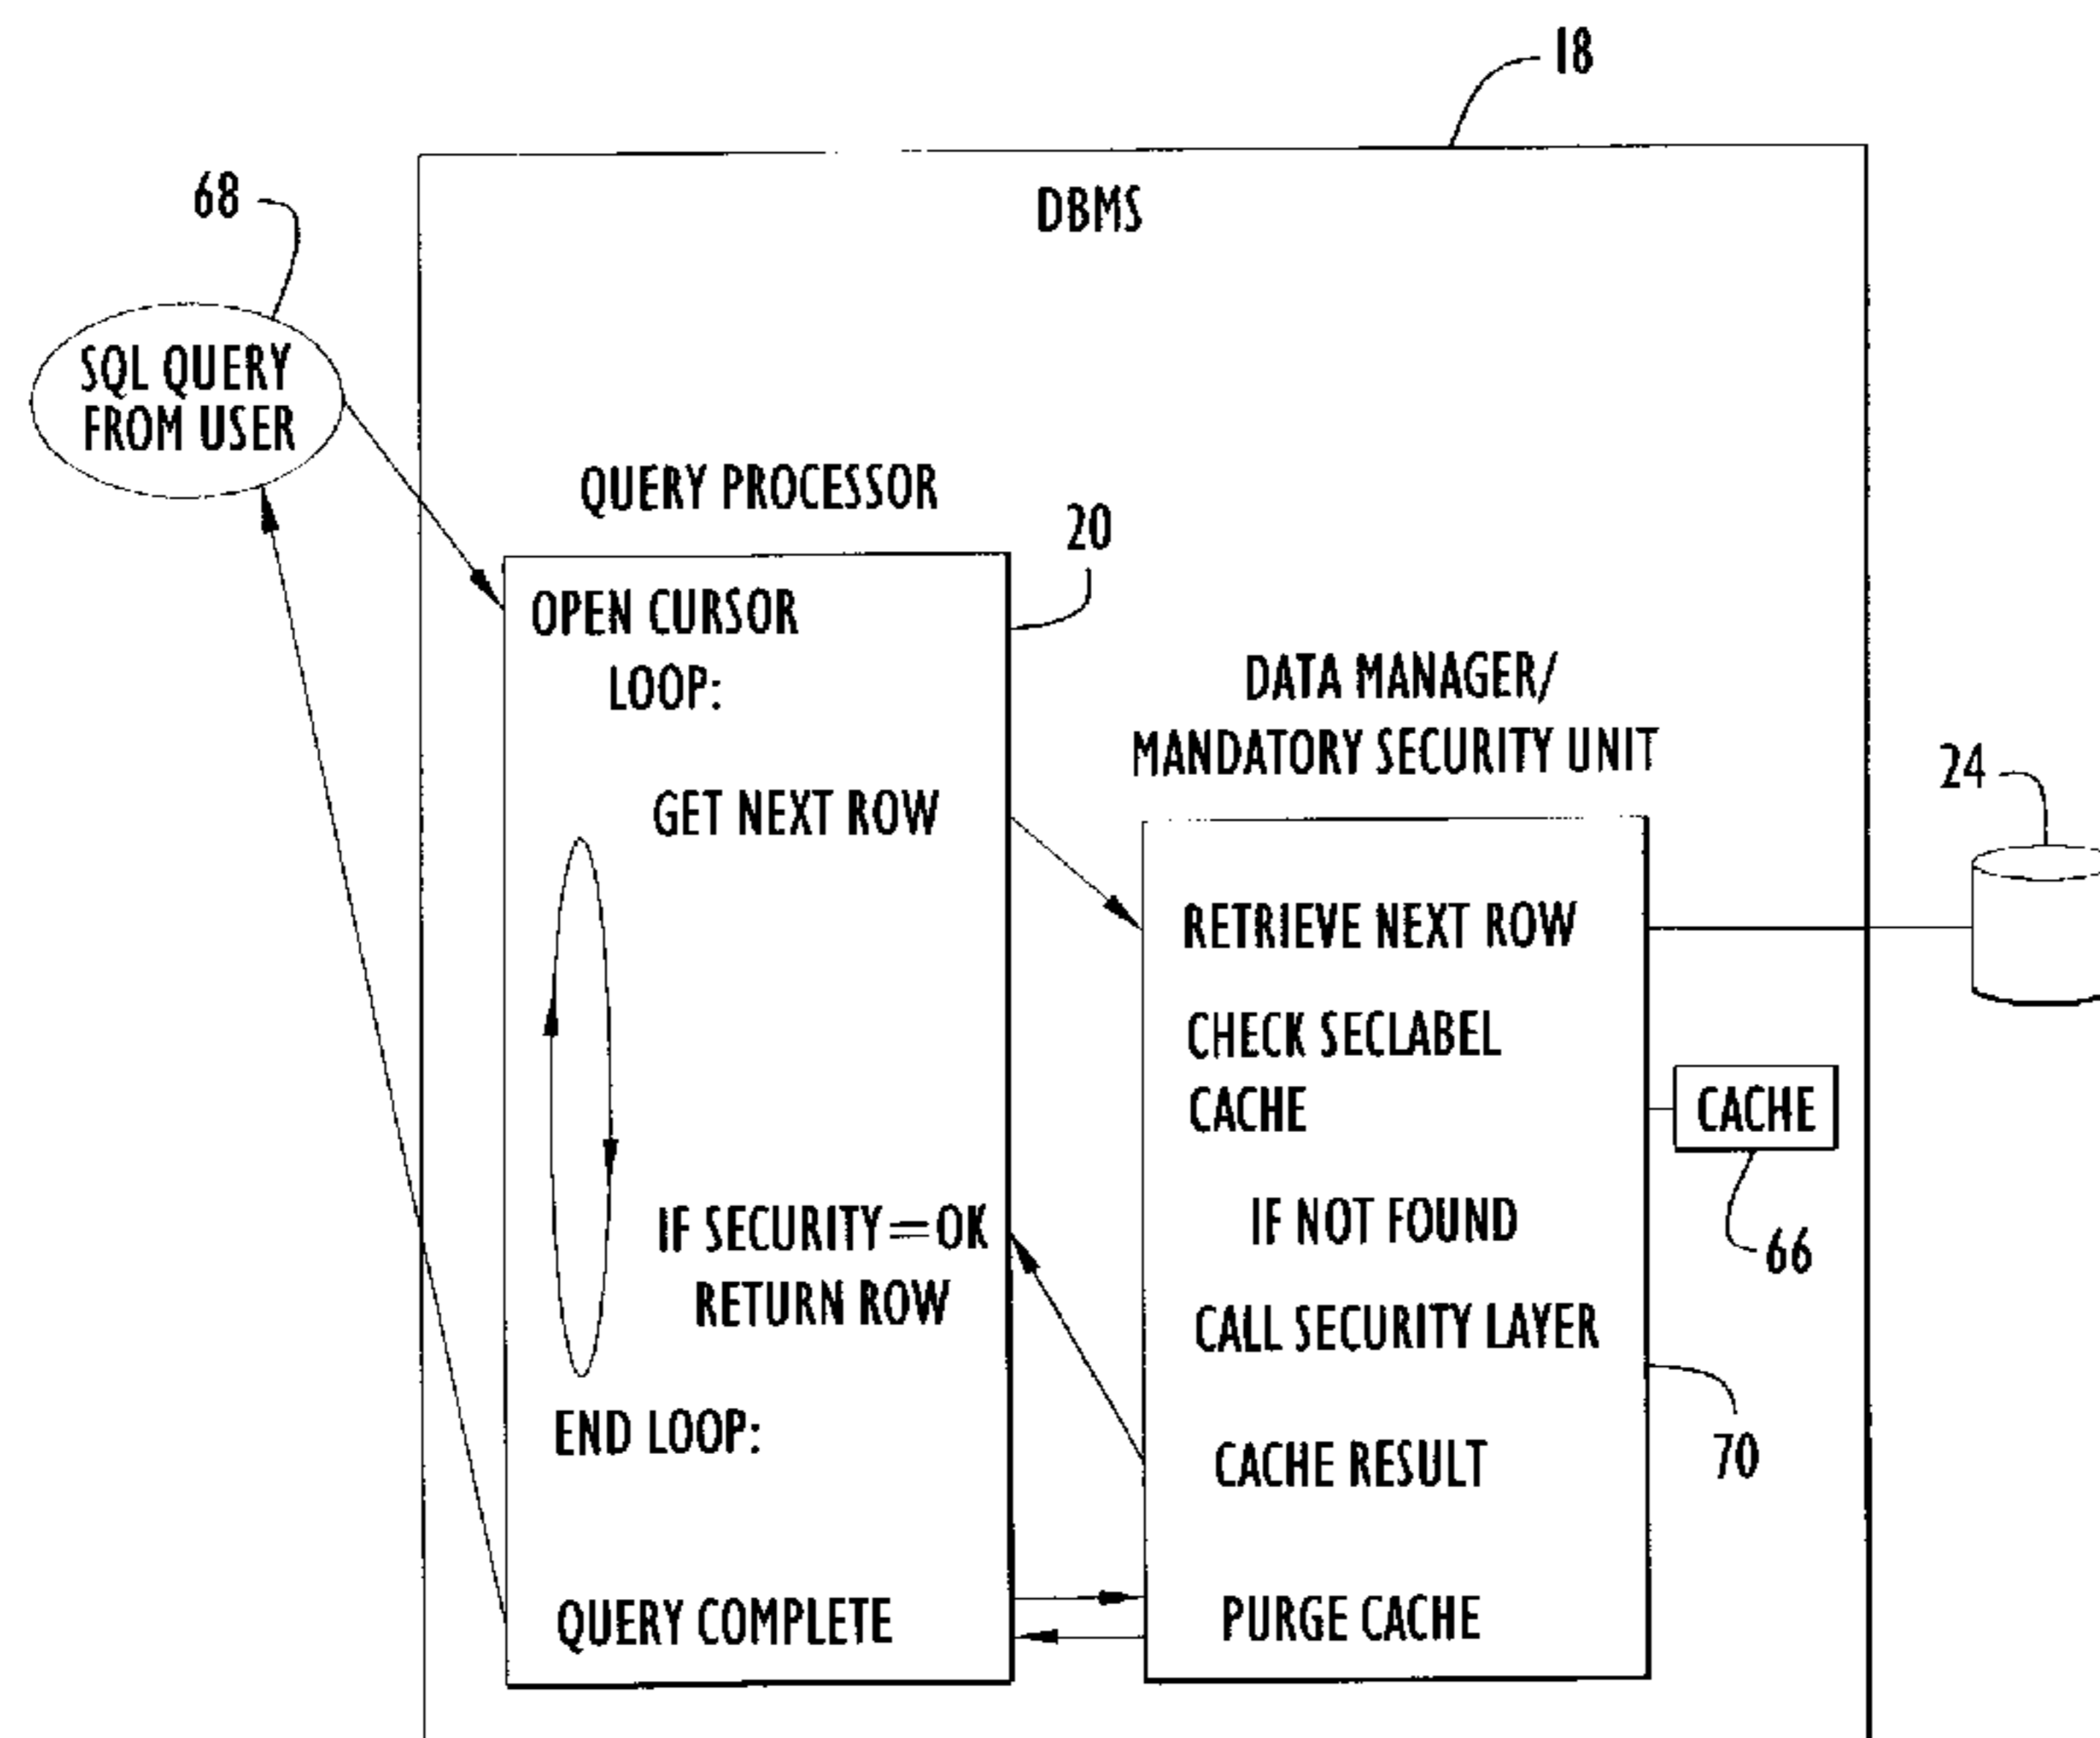 18
68
DBMS
SQL QUERY
FROM USER
QUERY PROCESSOR
20
OPEN CURSOR
LOOP:
GET NEXT ROW
IF SECURITY=OK
RETURN ROW
END LOOP:
QUERY COMPLETE
DATA MANAGER/
MANDATORY SECURITY UNIT
24
RETRIEVE NEXT ROW
CHECK SECLABEL
CACHE
IF NOT FOUND
CALL SECURITY LAYER
CACHE RESULT
PURGE CACHE
CACHE
66
70